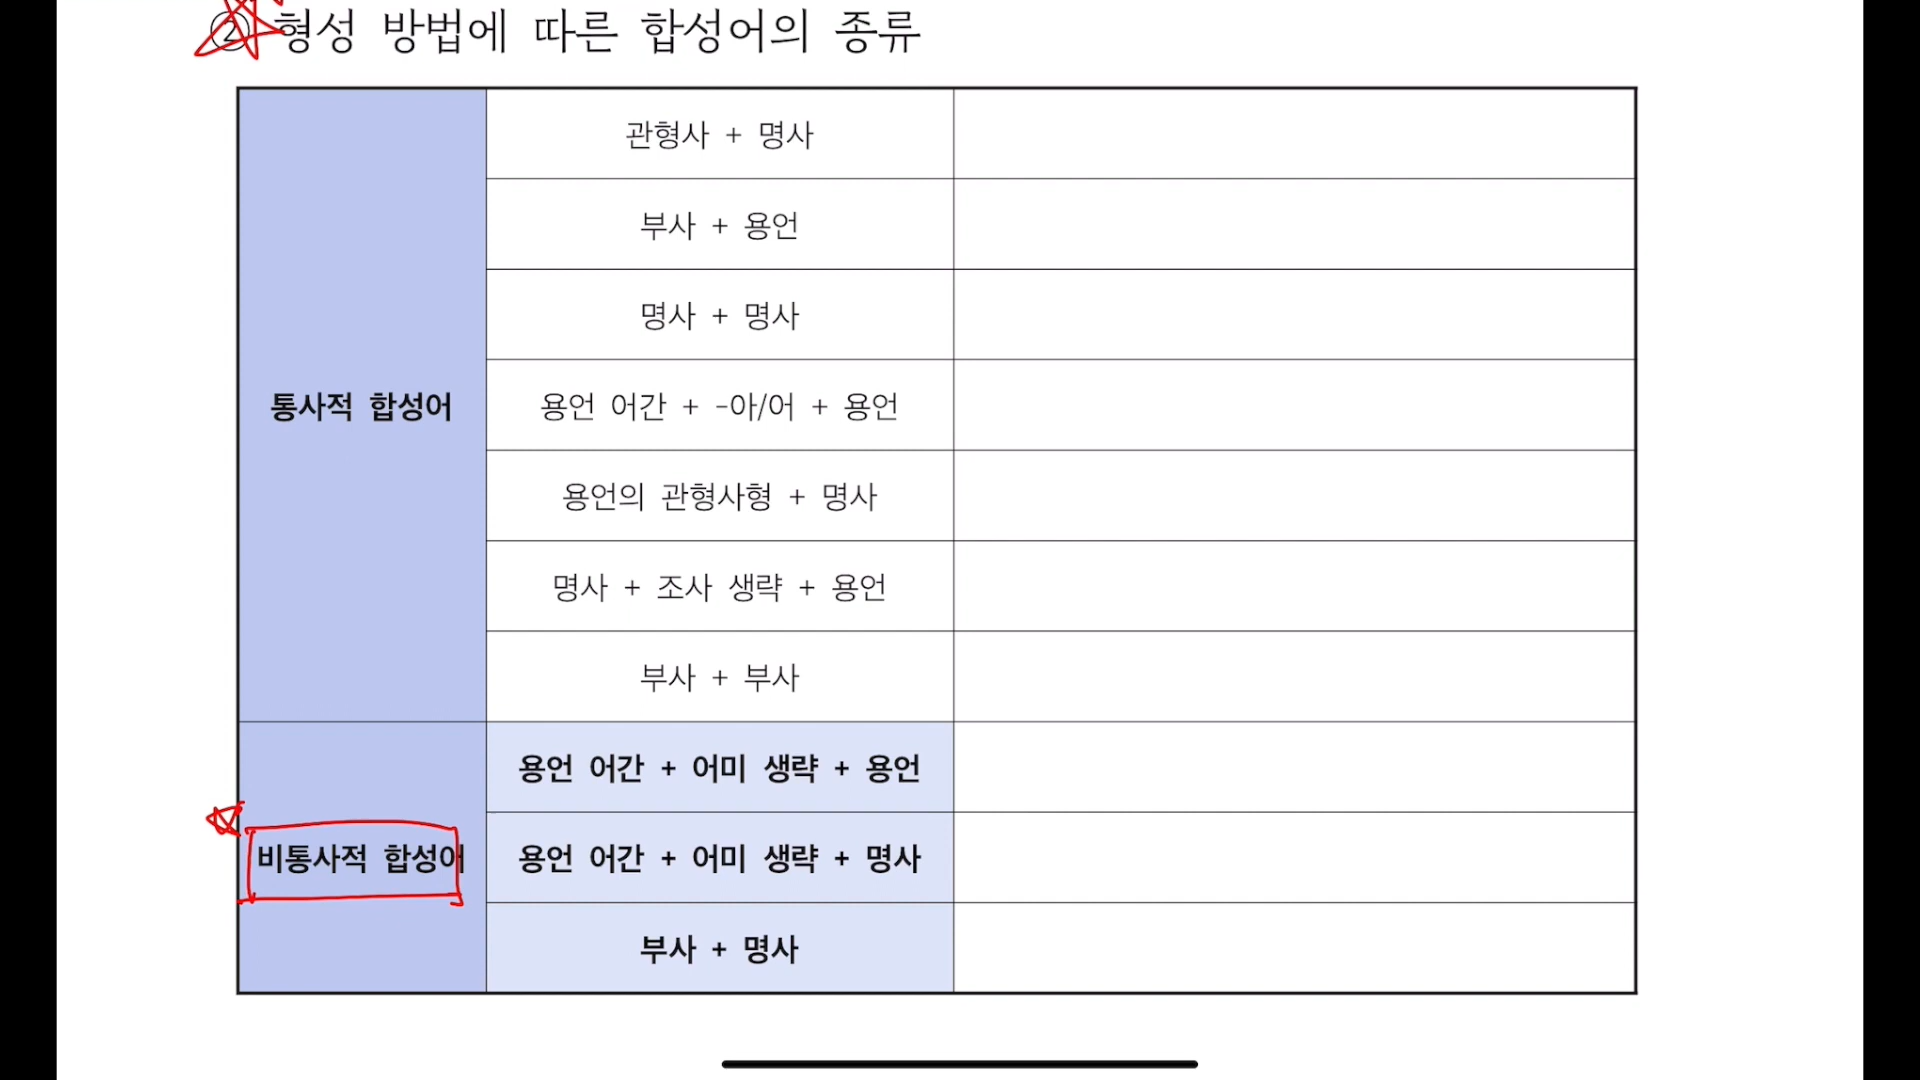 ② 형성 방법에 따른 합성어의 종류
관형사 + 명사
부사 + 용언
명사 + 명사
통사적 합성어
용언 어간 + -아/어 + 용언
용언의 관형사형 + 명사
명사 + 조사 생략 + 용언
부사 + 부사
용언 어간 + 어미 생략 + 용언
비통사적 합성어
용언 어간 + 어미 생략 + 명사
부사 + 명사